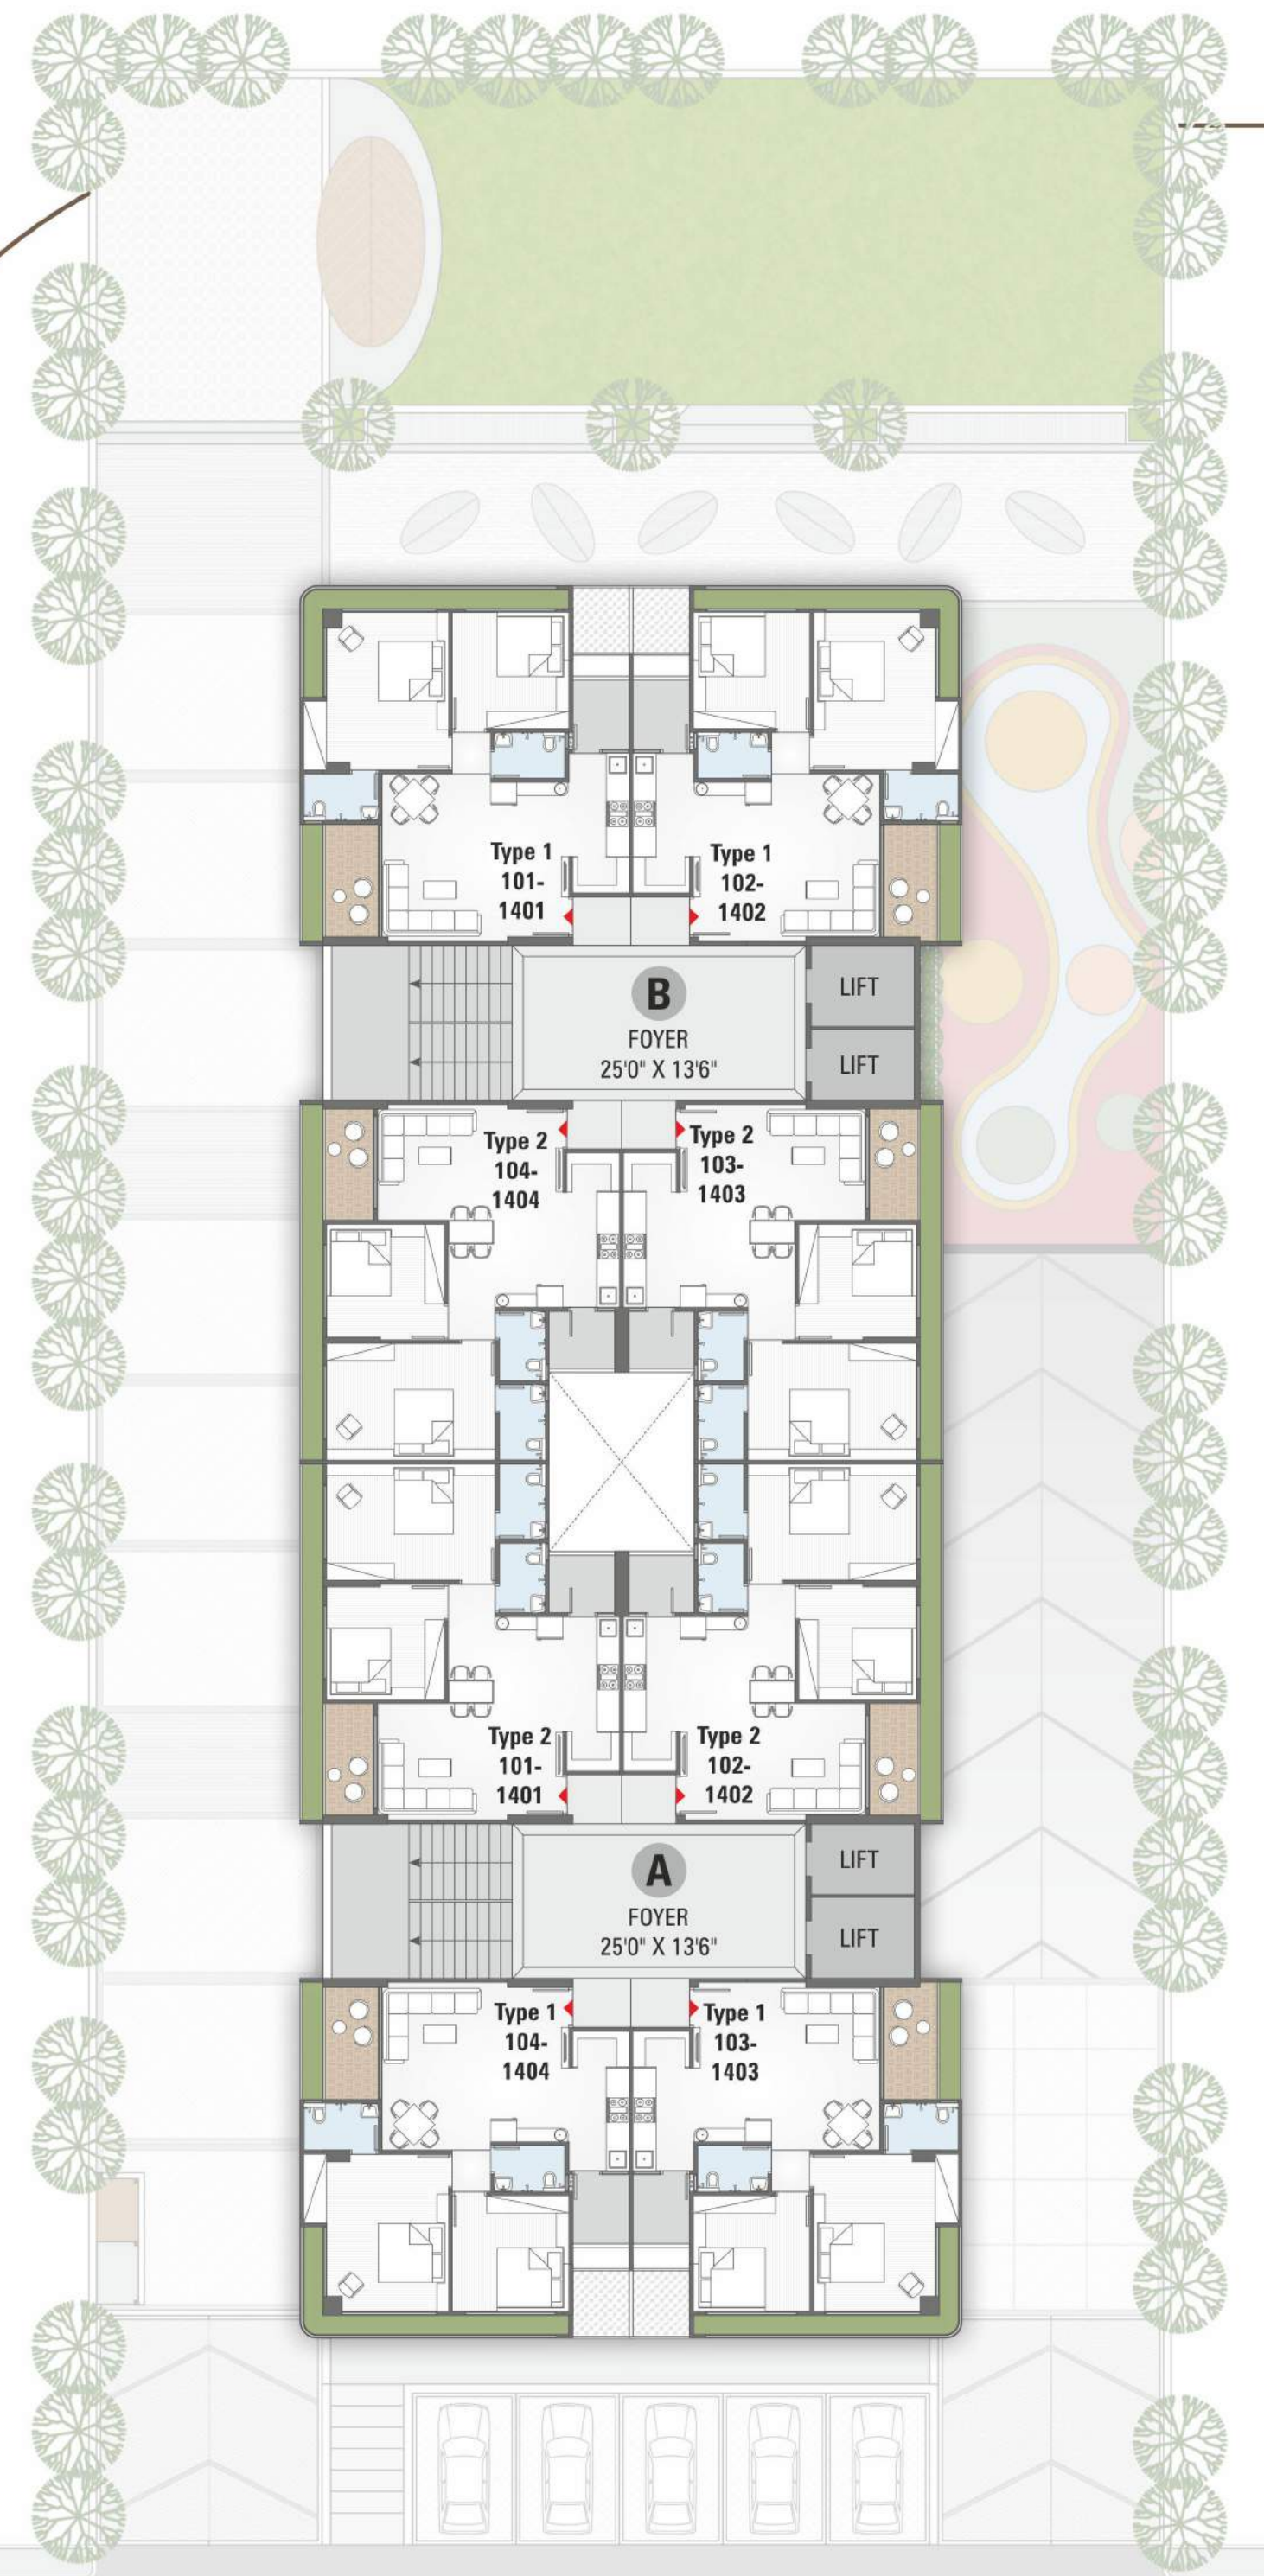 Type 1
101-
1401
Type 1
102-
1402
B
FOYER
25'0" X 13'6"
LIFT
LIFT
Type 2
104-
1404
Type 2
103-
1403
Type 2
101-
1401
Type 2
102-
1402
A
FOYER
25'0" X 13'6"
LIFT
LIFT
Type 1
104-
1404
Type 1
103-
1403